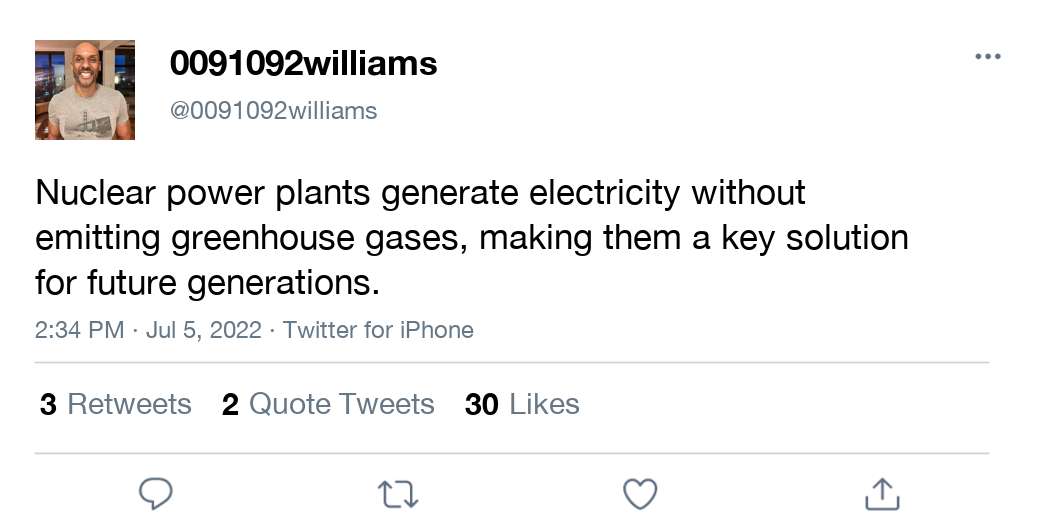 0091092williams
@0091092williams
Nuclear power plants generate electricity without
emitting greenhouse gases, making them a key solution
for future generations.
2:34 PM · Jul 5, 2022 · Twitter for iPhone
3 Retweets 2 Quote Tweets 30 Likes